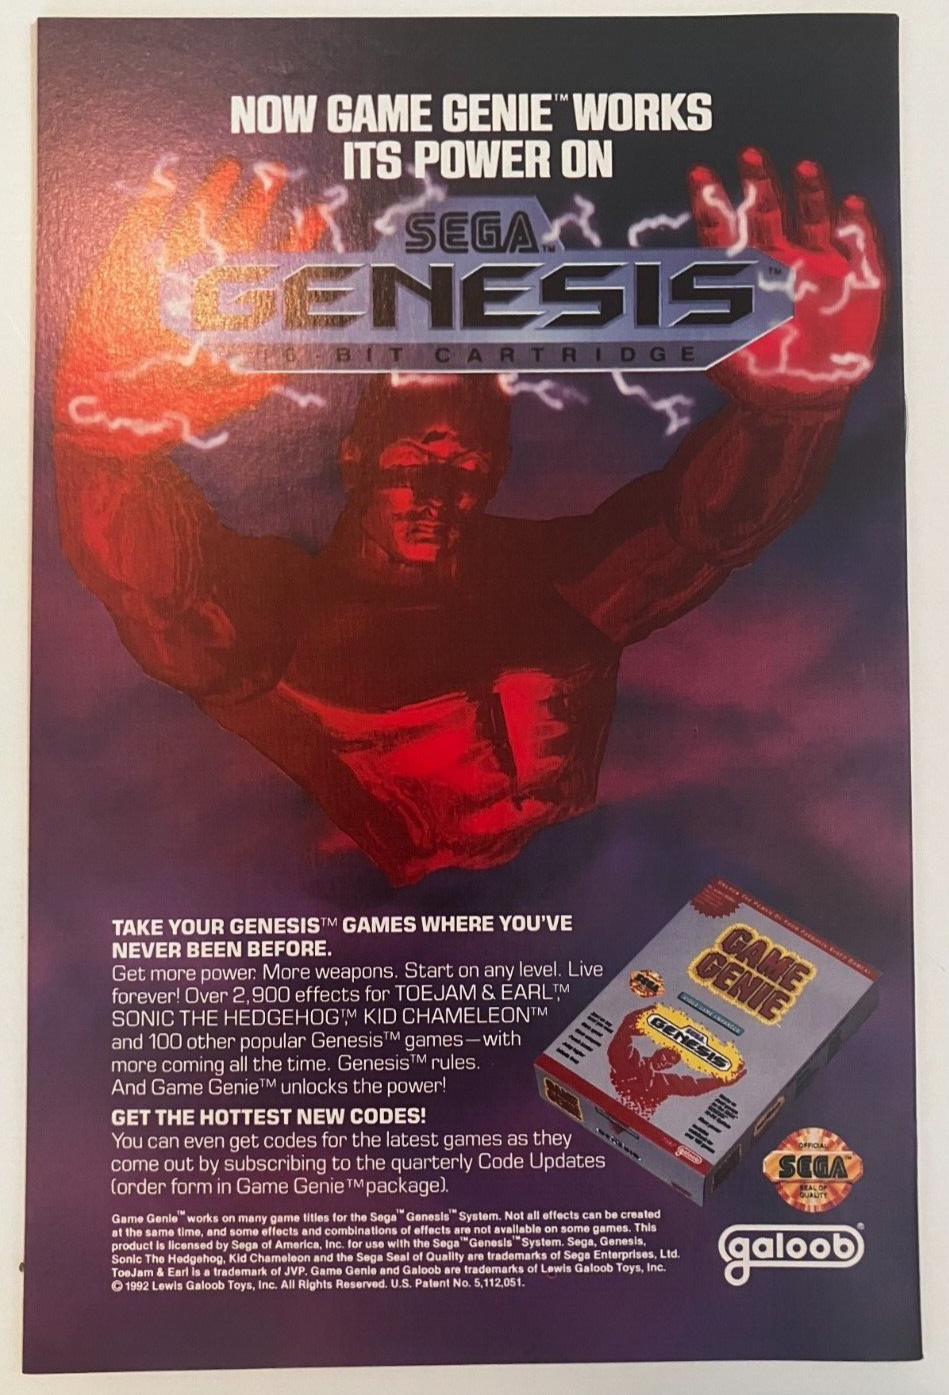 NOW GAME GENIE™ WORKS
ITS POWER ON
SEGA™
GENESIS™
16-BIT CARTRIDGE
TAKE YOUR GENESIS™ GAMES WHERE YOU'VE
NEVER BEEN BEFORE.
Get more power. More weapons. Start on any level. Live
forever! Over 2,900 effects for TOEJAM & EARL,™
SONIC THE HEDGEHOG,™ KID CHAMELEON™
and 100 other popular Genesis™ games—with
more coming all the time. Genesis™ rules.
And Game Genie™ unlocks the power!
GET THE HOTTEST NEW CODES!
You can even get codes for the latest games as they
come out by subscribing to the quarterly Code Updates
(order form in Game Genie™ package).
Game Genie™ works on many game titles for the Sega™ Genesis™ System. Not all effects can be created
at the same time, and some effects and combinations of effects are not available on some games. This
product is licensed by Sega of America, Inc. for use with the Sega™ Genesis™ System. Sega, Genesis,
Sonic The Hedgehog, Kid Chameleon and the Sega Seal of Quality are trademarks of Sega Enterprises, Ltd.
ToeJam & Earl is a trademark of JVP. Game Genie and Galoob are trademarks of Lewis Galoob Toys, Inc.
© 1992 Lewis Galoob Toys, Inc. All Rights Reserved. U.S. Patent No. 5,112,051.
GAME
GENIE
VIDEO GAME ENHANCER
SEGA
GENESIS
GAME
GENIE
GENESIS
galoob
OFFICIAL
SEGA™
SEAL OF
QUALITY
galoob®